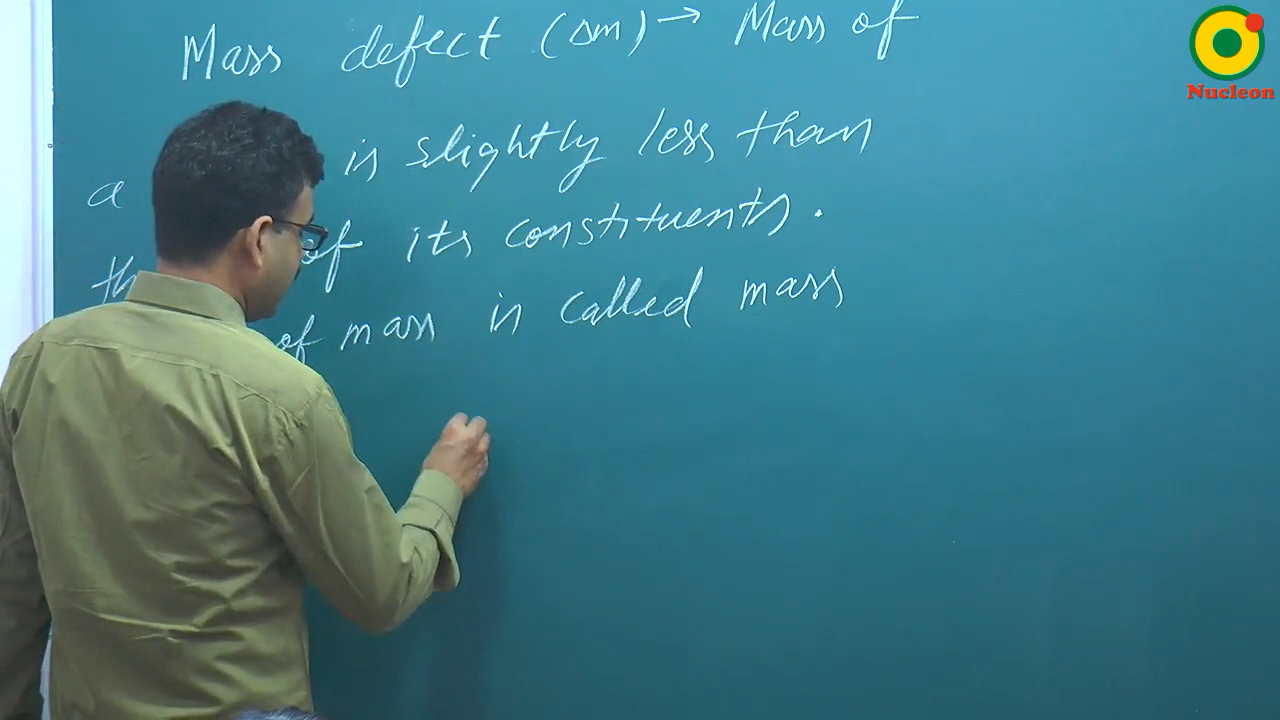 Mass defect (Δm) → Mass of
a is slightly less than
of its constituents.
of mass is called mass
Nucleon